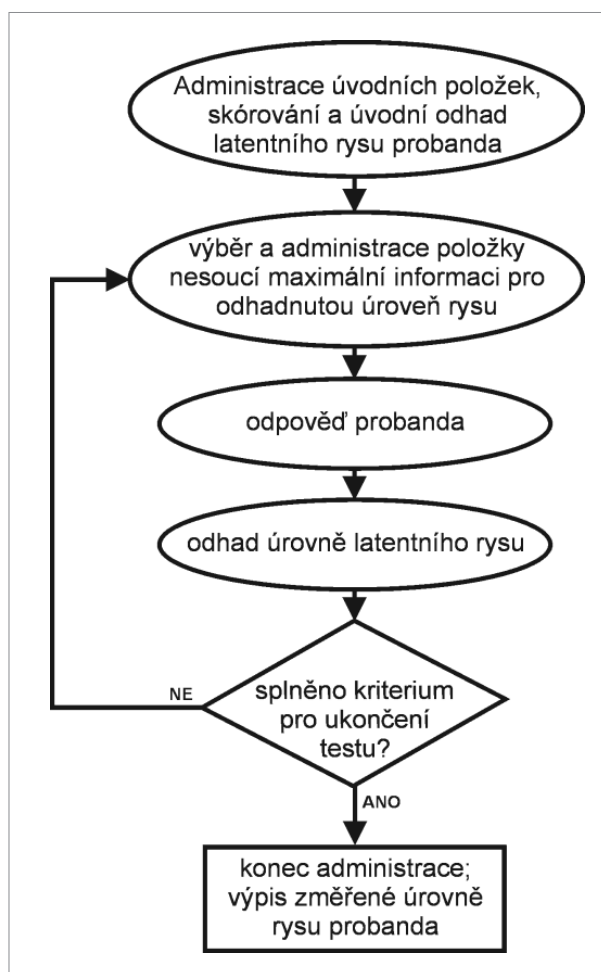 Administrace úvodních položek,
skórování a úvodní odhad
latentního rysu probanda
výběr a administrace položky
nesoucí maximální informaci pro
odhadnutou úroveň rysu
odpověď probanda
odhad úrovně latentního rysu
splněno kriterium
pro ukončení
testu?
NE
ANO
konec administrace;
výpis změřené úrovně
rysu probanda